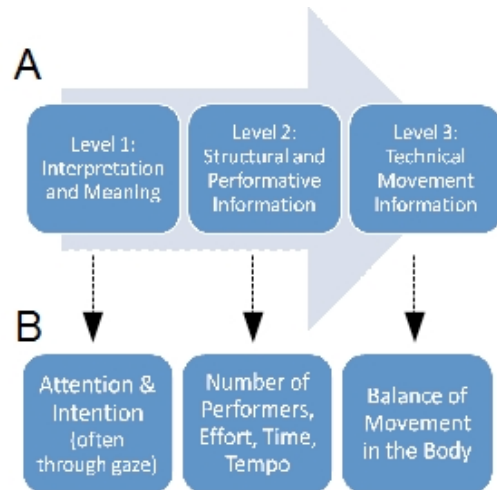 A
Level 1:
Interpretation
and Meaning
Level 2:
Structural and
Performative
Information
Level 3:
Technical
Movement
Information
B
Attention &
Intention
(often
through gaze)
Number of
Performers,
Effort, Time,
Tempo
Balance of
Movement
in the Body